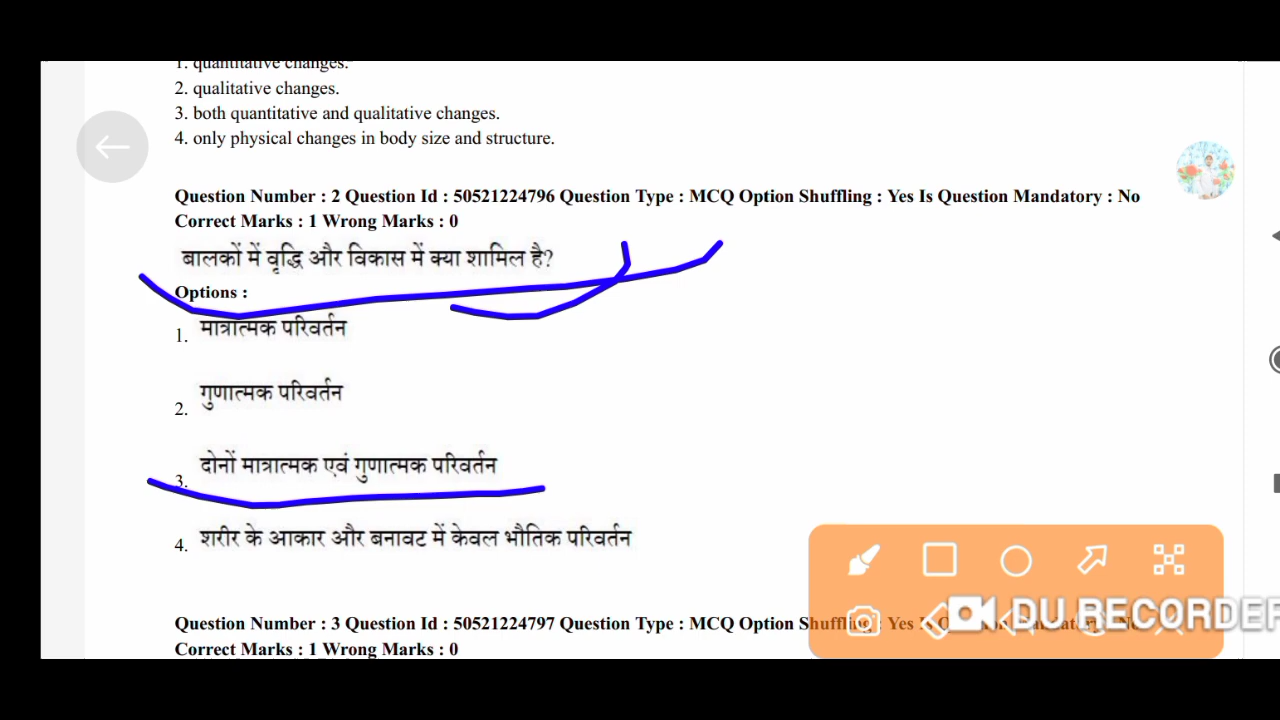 1. quantitative changes.
2. qualitative changes.
3. both quantitative and qualitative changes.
4. only physical changes in body size and structure.
Question Number : 2 Question Id : 50521224796 Question Type : MCQ Option Shuffling : Yes Is Question Mandatory : No
Correct Marks : 1 Wrong Marks : 0
बालकों में वृद्धि और विकास में क्या शामिल है?
Options :
1. मात्रात्मक परिवर्तन
2. गुणात्मक परिवर्तन
3. दोनों मात्रात्मक एवं गुणात्मक परिवर्तन
4. शरीर के आकार और बनावट में केवल भौतिक परिवर्तन
Question Number : 3 Question Id : 50521224797 Question Type : MCQ Option Shuffling : Yes Is Question Mandatory : No
Correct Marks : 1 Wrong Marks : 0
DU RECORDER